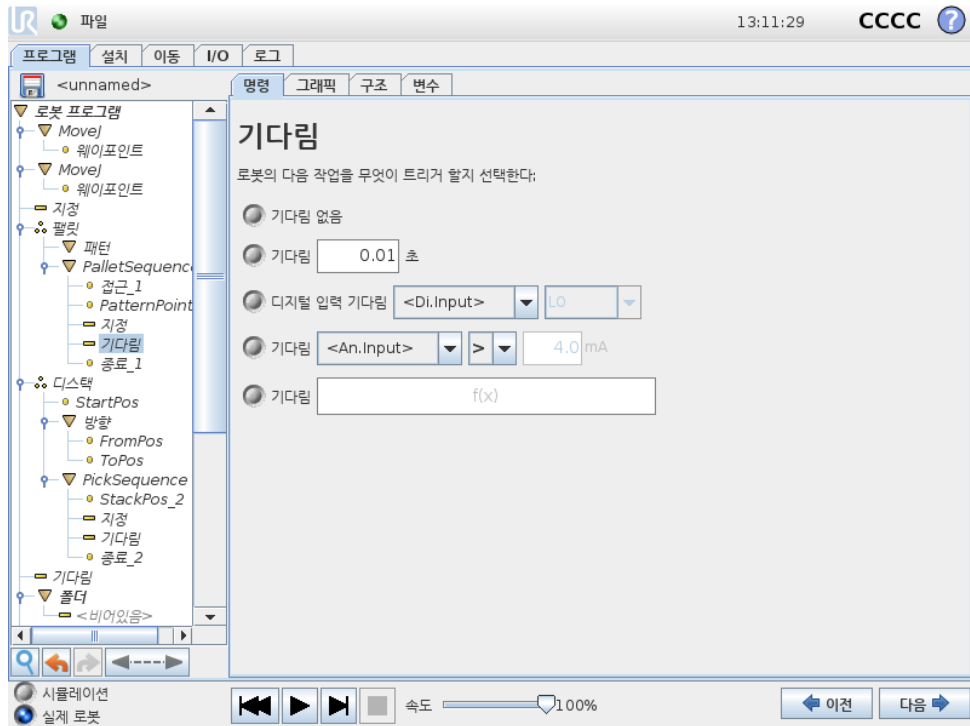 UR 파일 13:11:29 CCCC ?
프로그램 설치 이동 I/O 로그
<unnamed> 명령 그래픽 구조 변수
로봇 프로그램
MoveJ
웨이포인트
MoveJ
웨이포인트
지정
팔릿
패턴
PalletSequenc
접근_1
PatternPoint
지정
기다림
종료_1
디스택
StartPos
방향
FromPos
ToPos
PickSequence
StackPos_2
지정
기다림
종료_2
기다림
폴더
<비어있음>
기다림
로봇의 다음 작업을 무엇이 트리거 할지 선택한다:
기다림 없음
기다림 0.01 초
디지털 입력 기다림 <Di.Input> LO
기다림 <An.Input> > 4.0 mA
기다림 f(x)
시뮬레이션
실제 로봇
속도 100% 이전 다음